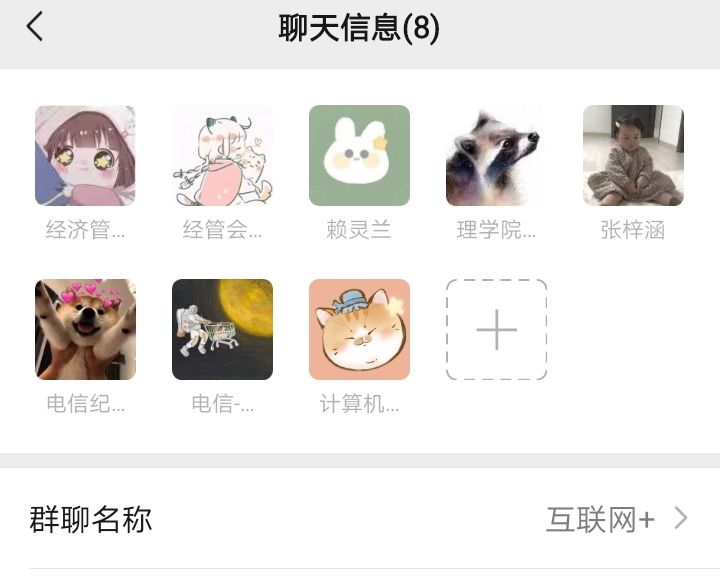 聊天信息(8)
经济管... 经管会... 赖灵兰 理学院... 张梓涵
电信纪... 电信-... 计算机...
群聊名称 互联网+